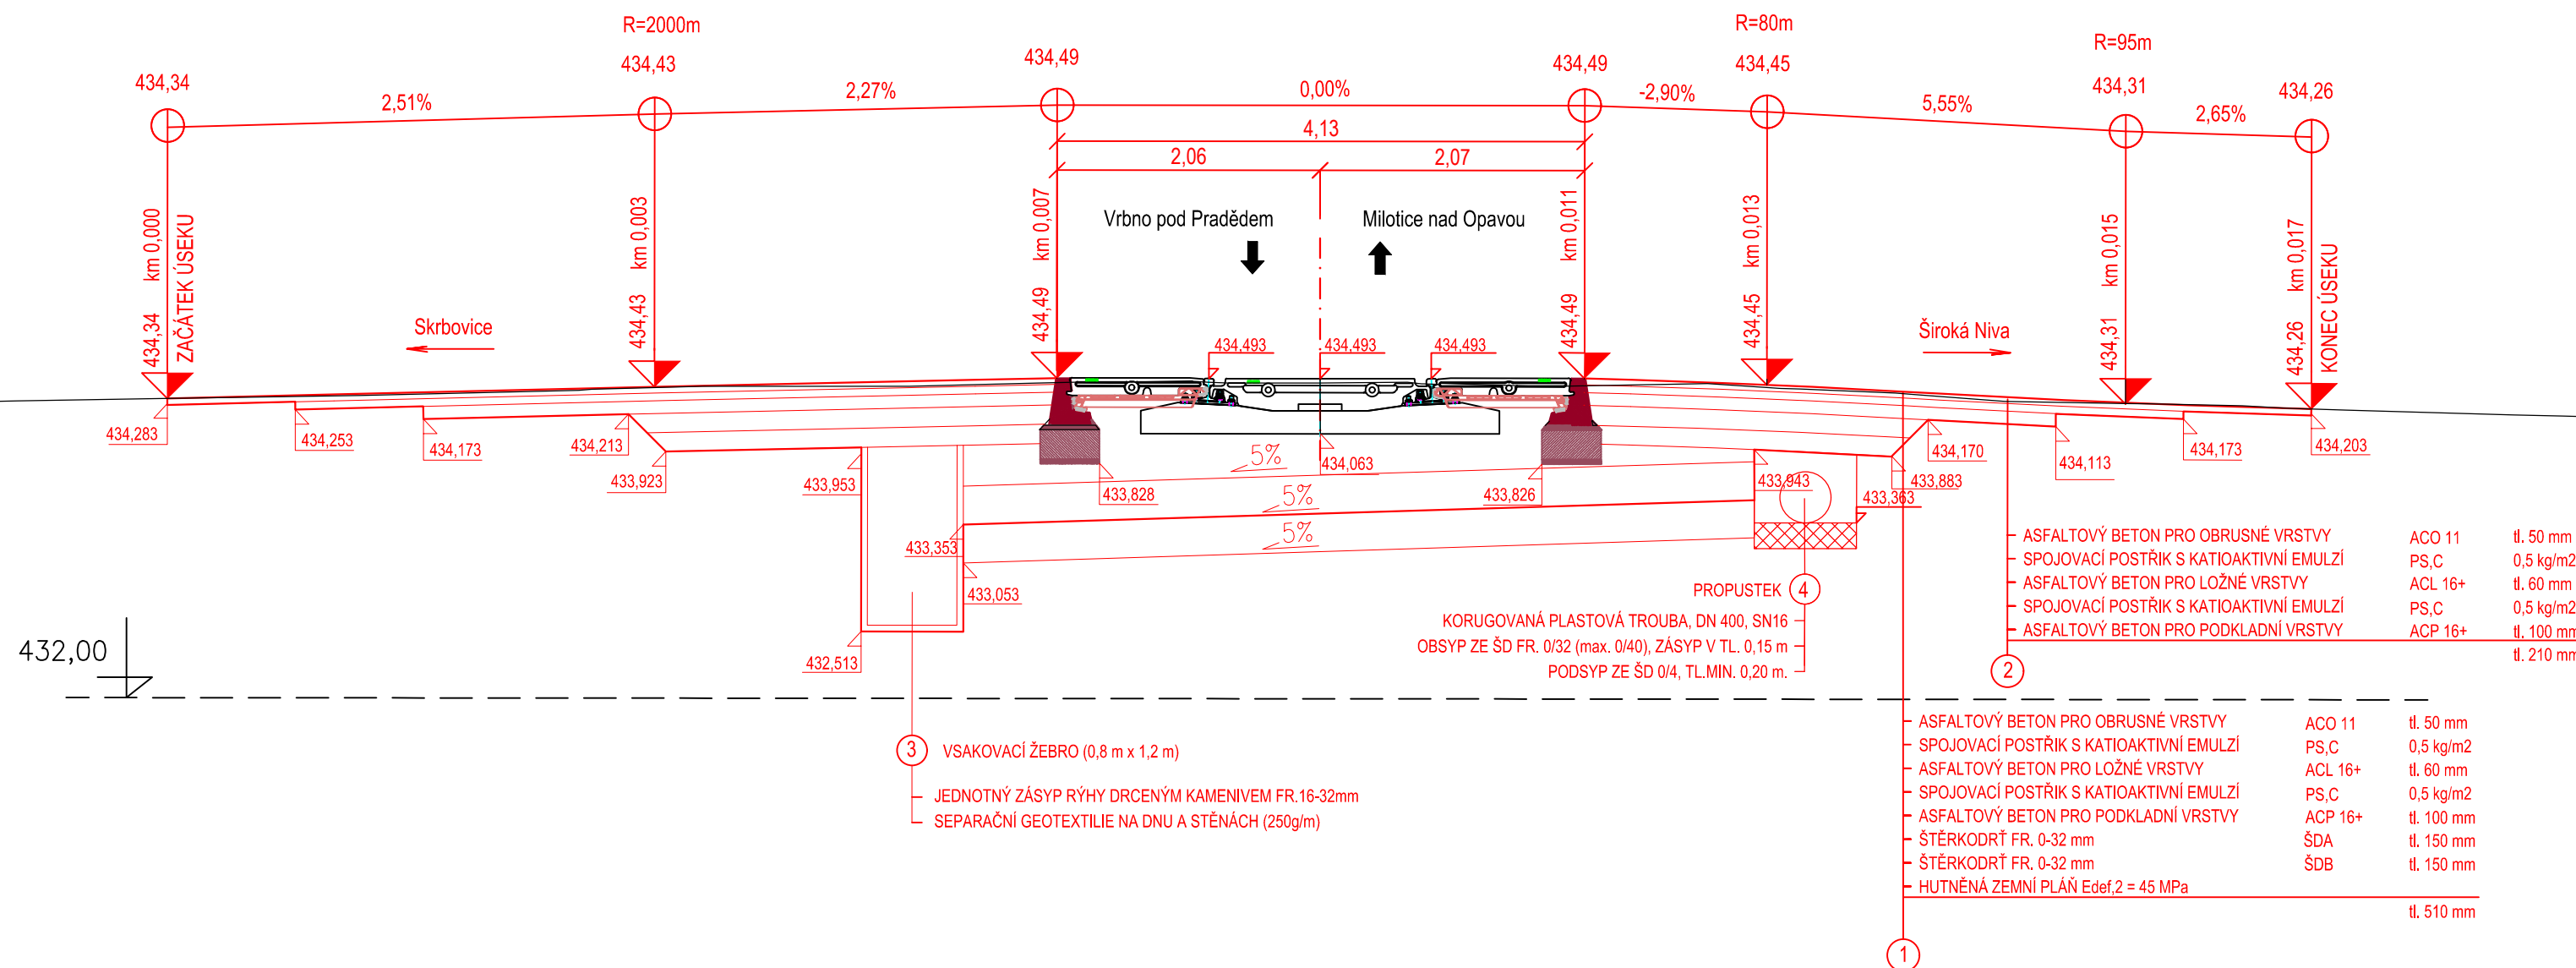 R=2000m
R=80m
R=95m
434,34
434,43
434,49
434,49
434,45
434,31
434,26
2,51%
2,27%
0,00%
-2,90%
5,55%
2,65%
4,13
2,06
2,07
434,34 km 0,000
ZAČÁTEK ÚSEKU
434,43 km 0,003
434,49 km 0,007
434,49 km 0,011
434,45 km 0,013
434,31 km 0,015
434,26 km 0,017
KONEC ÚSEKU
Vrbno pod Pradědem
Milotice nad Opavou
Skrbovice
Široká Niva
434,493
434,493
434,493
434,283
434,253
434,173
434,213
433,923
433,953
433,353
433,053
432,513
433,828
434,063
433,826
433,943
433,363
433,883
434,170
434,113
434,173
434,203
5%
5%
5%
432,00
ASFALTOVÝ BETON PRO OBRUSNÉ VRSTVY ACO 11 tl. 50 mm
SPOJOVACÍ POSTŘIK S KATIOAKTIVNÍ EMULZÍ PS,C 0,5 kg/m2
ASFALTOVÝ BETON PRO LOŽNÉ VRSTVY ACL 16+ tl. 60 mm
SPOJOVACÍ POSTŘIK S KATIOAKTIVNÍ EMULZÍ PS,C 0,5 kg/m2
ASFALTOVÝ BETON PRO PODKLADNÍ VRSTVY ACP 16+ tl. 100 mm
tl. 210 mm
2
PROPUSTEK 4
KORUGOVANÁ PLASTOVÁ TROUBA, DN 400, SN16
OBSYP ZE ŠD FR. 0/32 (max. 0/40), ZÁSYP V TL. 0,15 m
PODSYP ZE ŠD 0/4, TL.MIN. 0,20 m.
3 VSAKOVACÍ ŽEBRO (0,8 m x 1,2 m)
JEDNOTNÝ ZÁSYP RÝHY DRCENÝM KAMENIVEM FR.16-32mm
SEPARAČNÍ GEOTEXTILIE NA DNU A STĚNÁCH (250g/m)
ASFALTOVÝ BETON PRO OBRUSNÉ VRSTVY ACO 11 tl. 50 mm
SPOJOVACÍ POSTŘIK S KATIOAKTIVNÍ EMULZÍ PS,C 0,5 kg/m2
ASFALTOVÝ BETON PRO LOŽNÉ VRSTVY ACL 16+ tl. 60 mm
SPOJOVACÍ POSTŘIK S KATIOAKTIVNÍ EMULZÍ PS,C 0,5 kg/m2
ASFALTOVÝ BETON PRO PODKLADNÍ VRSTVY ACP 16+ tl. 100 mm
ŠTĚRKODRŤ FR. 0-32 mm ŠDA tl. 150 mm
ŠTĚRKODRŤ FR. 0-32 mm ŠDB tl. 150 mm
HUTNĚNÁ ZEMNÍ PLÁŇ Edef,2 = 45 MPa
tl. 510 mm
1